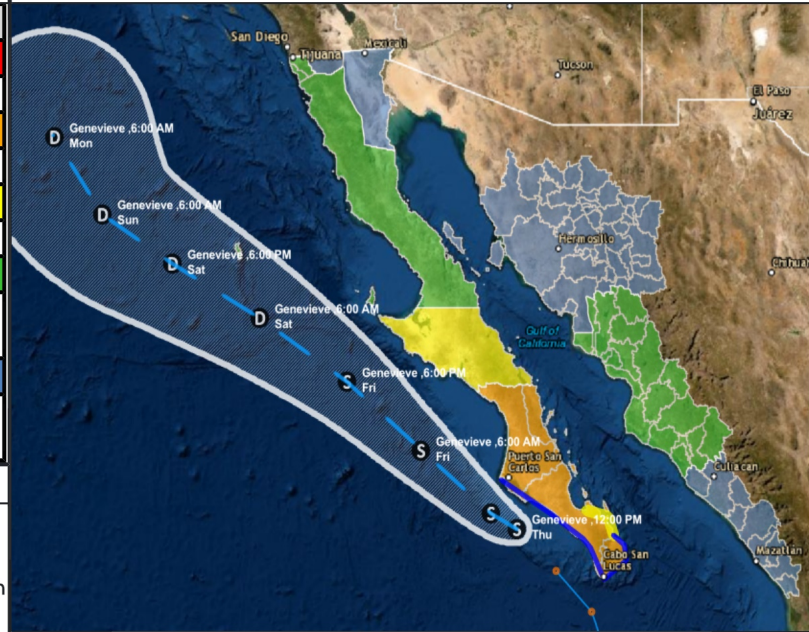 San Diego
Tijuana
Mexicali
Tucson
El Paso
Juárez
D
Genevieve ,6:00 AM
Mon
D
Genevieve ,6:00 AM
Sun
D
Genevieve ,6:00 PM
Sat
D
Genevieve ,6:00 AM
Sat
S
Genevieve ,6:00 PM
Fri
S
Genevieve ,6:00 AM
Fri
S
S
Genevieve ,12:00 PM
Thu
Hermosillo
Gulf of
California
Puerto San
Carlos
Culiacan
Cabo San
Lucas
Mazatlán